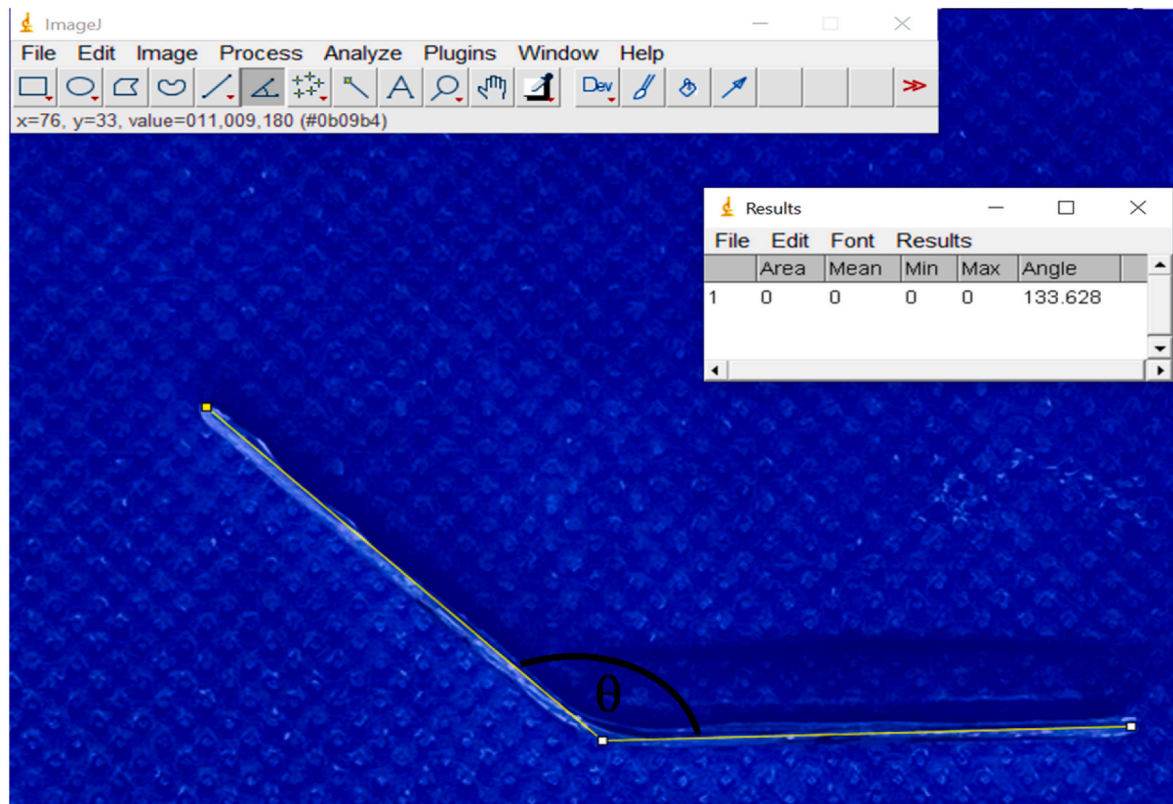 ImageJ
File Edit Image Process Analyze Plugins Window Help
A Dev >>
x=76, y=33, value=011,009,180 (#0b09b4)
Results
File Edit Font Results
Area Mean Min Max Angle
1 0 0 0 0 133.628
θ